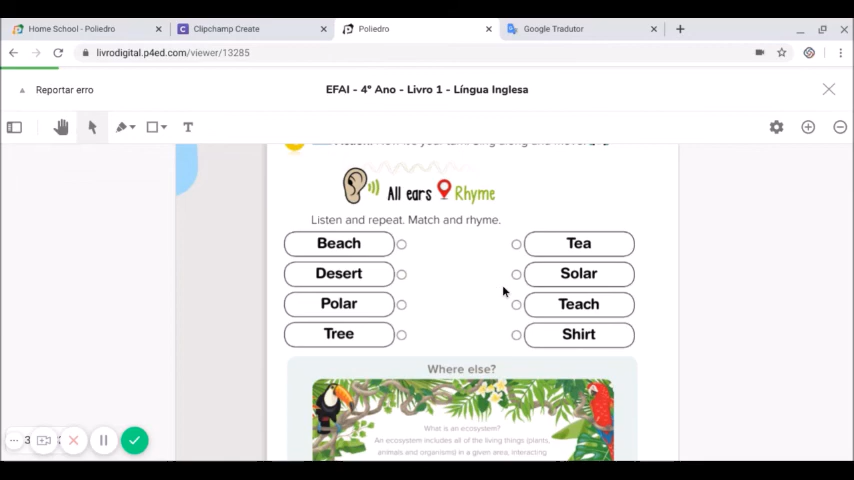 Home School - Poliedro
Clipchamp Create
Poliedro
Google Tradutor
livrodigital.p4ed.com/viewer/13285
Reportar erro
EFAI - 4º Ano - Livro 1 - Língua Inglesa
T
All ears Rhyme
Listen and repeat. Match and rhyme.
Beach Tea
Desert Solar
Polar Teach
Tree Shirt
Where else?
What is an ecosystem?
An ecosystem includes all of the living things (plants,
animals and organisms) in a given area, interacting
3